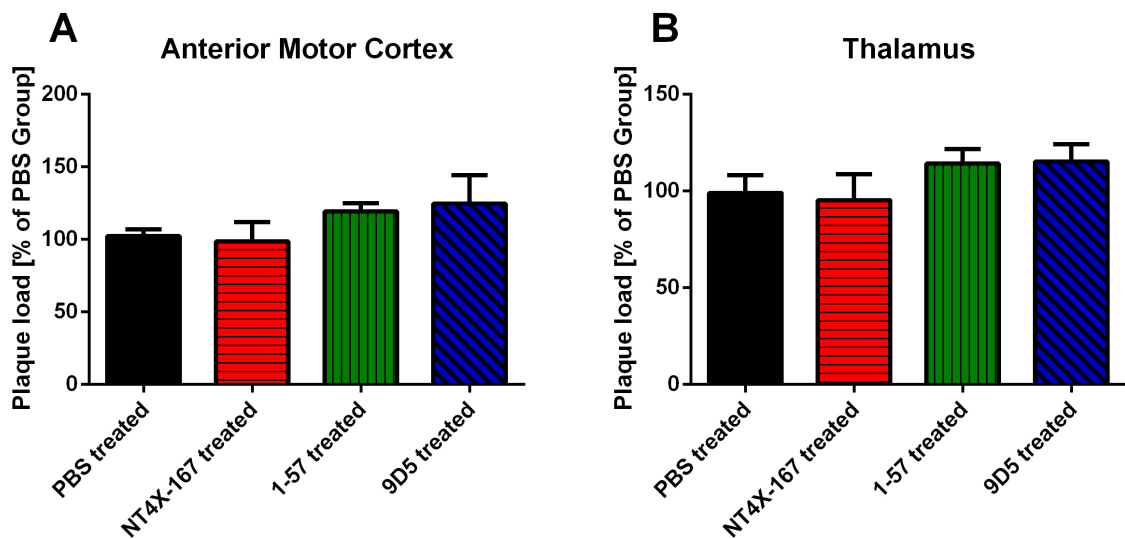 A
Anterior Motor Cortex
Plaque load [% of PBS Group]
200
150
100
50
0
PBS treated
NT4X-167 treated
1-57 treated
9D5 treated
B
Thalamus
Plaque load [% of PBS Group]
150
100
50
0
PBS treated
NT4X-167 treated
1-57 treated
9D5 treated